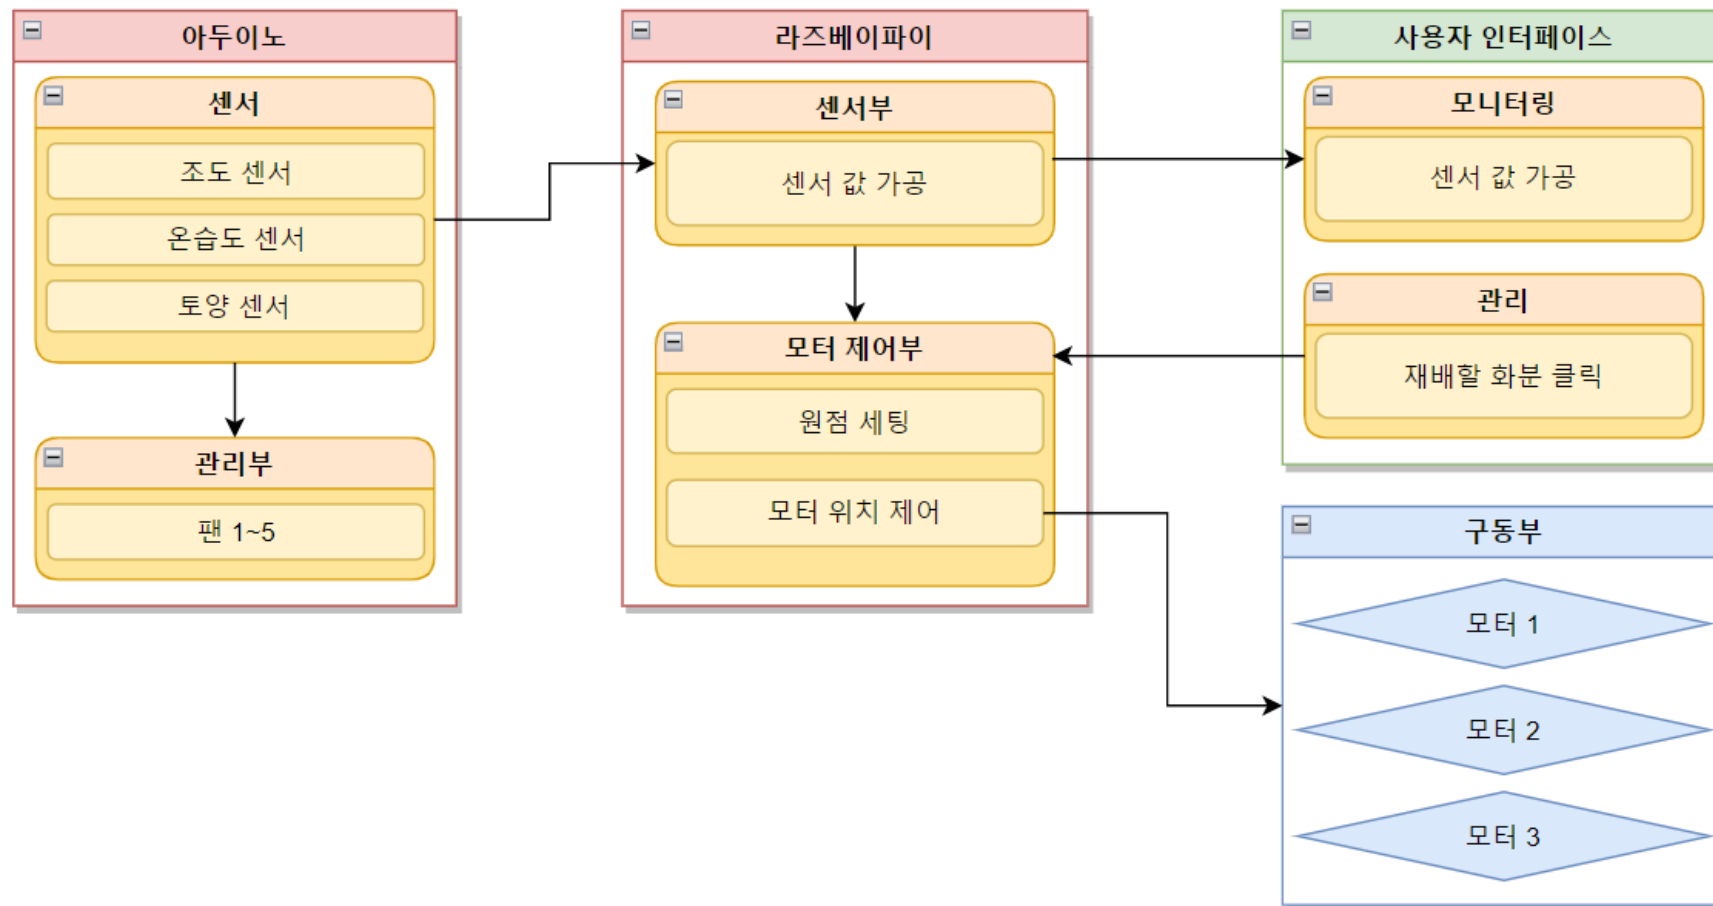 아두이노
센서
조도 센서
온습도 센서
토양 센서
관리부
팬 1~5
라즈베이파이
센서부
센서 값 가공
모터 제어부
원점 세팅
모터 위치 제어
사용자 인터페이스
모니터링
센서 값 가공
관리
재배할 화분 클릭
구동부
모터 1
모터 2
모터 3